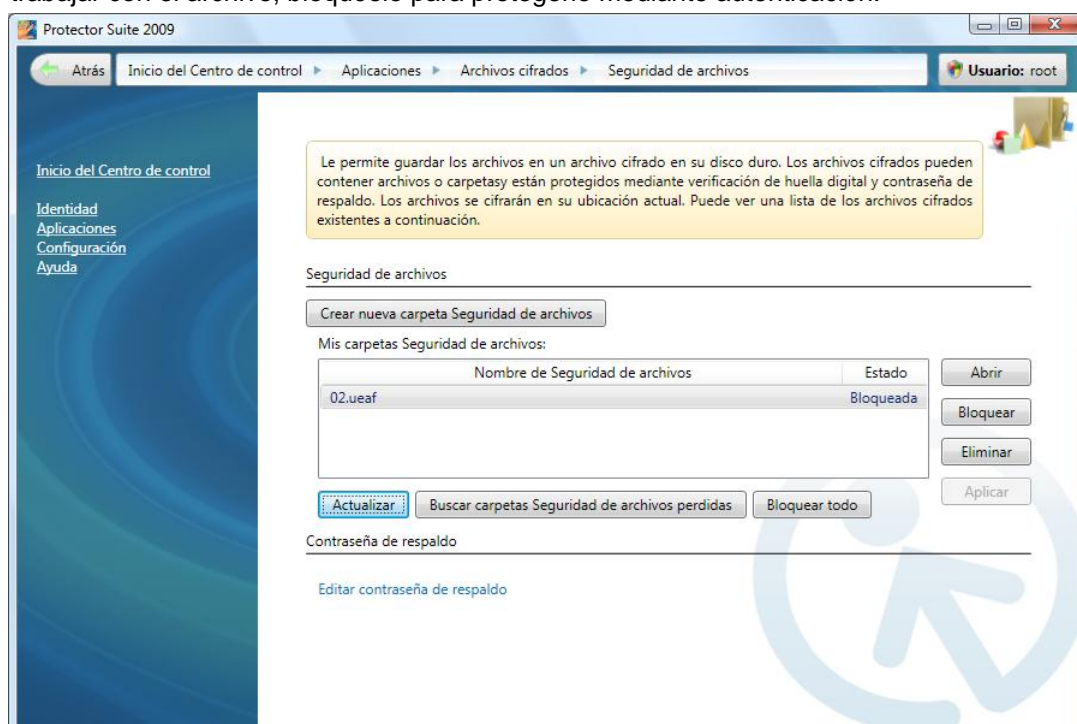 trabajar con el archivo, bloquéelo para protegerlo mediante autenticación.
Protector Suite 2009
Atrás Inicio del Centro de control Aplicaciones Archivos cifrados Seguridad de archivos Usuario: root
Inicio del Centro de control
Identidad
Aplicaciones
Configuración
Ayuda
Le permite guardar los archivos en un archivo cifrado en su disco duro. Los archivos cifrados pueden
contener archivos o carpetasy están protegidos mediante verificación de huella digital y contraseña de
respaldo. Los archivos se cifrarán en su ubicación actual. Puede ver una lista de los archivos cifrados
existentes a continuación.
Seguridad de archivos
Crear nueva carpeta Seguridad de archivos
Mis carpetas Seguridad de archivos:
Nombre de Seguridad de archivos Estado
02.ueaf Bloqueada
Abrir
Bloquear
Eliminar
Aplicar
Actualizar Buscar carpetas Seguridad de archivos perdidas Bloquear todo
Contraseña de respaldo
Editar contraseña de respaldo